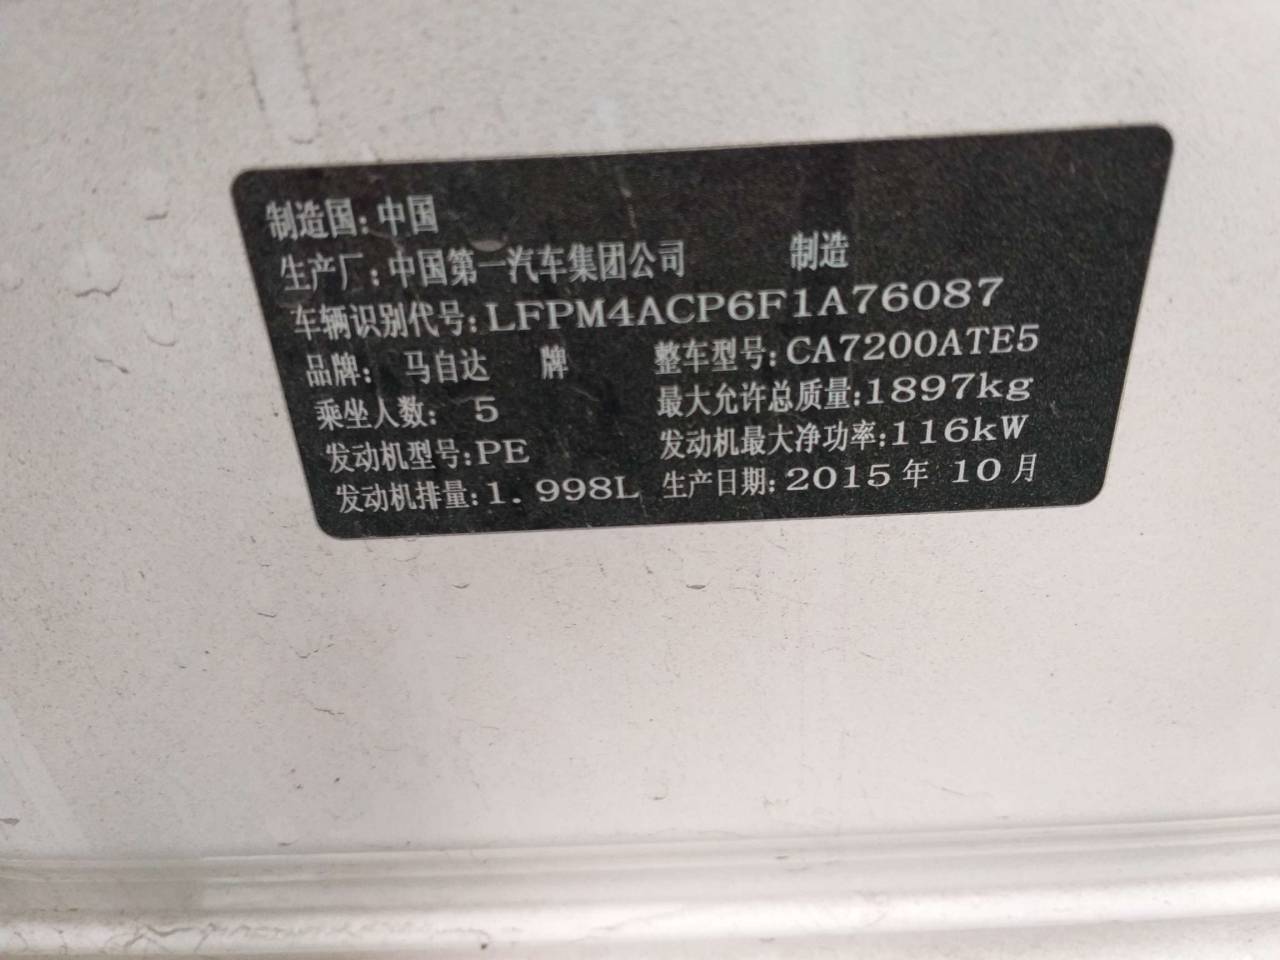 制造国：中国
生产厂：中国第一汽车集团公司 制造
车辆识别代号：LFPM4ACP6F1A76087
品牌： 马自达 牌 整车型号：CA7200ATE5
乘坐人数： 5 最大允许总质量：1897kg
发动机型号：PE 发动机最大净功率：116kW
发动机排量：1.998L 生产日期：2015年10月